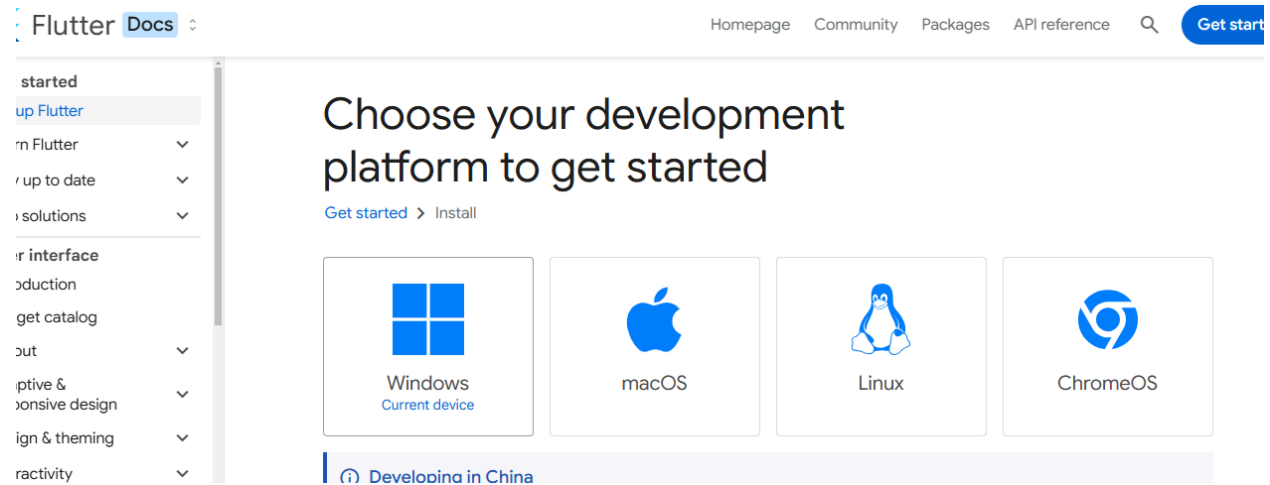 Flutter Docs
Homepage Community Packages API reference Get start
started
up Flutter
rn Flutter
up to date
solutions
r interface
oduction
get catalog
out
ptive &
ponsive design
ign & theming
ractivity
Choose your development
platform to get started
Get started > Install
Windows
Current device
macOS
Linux
ChromeOS
Developing in China